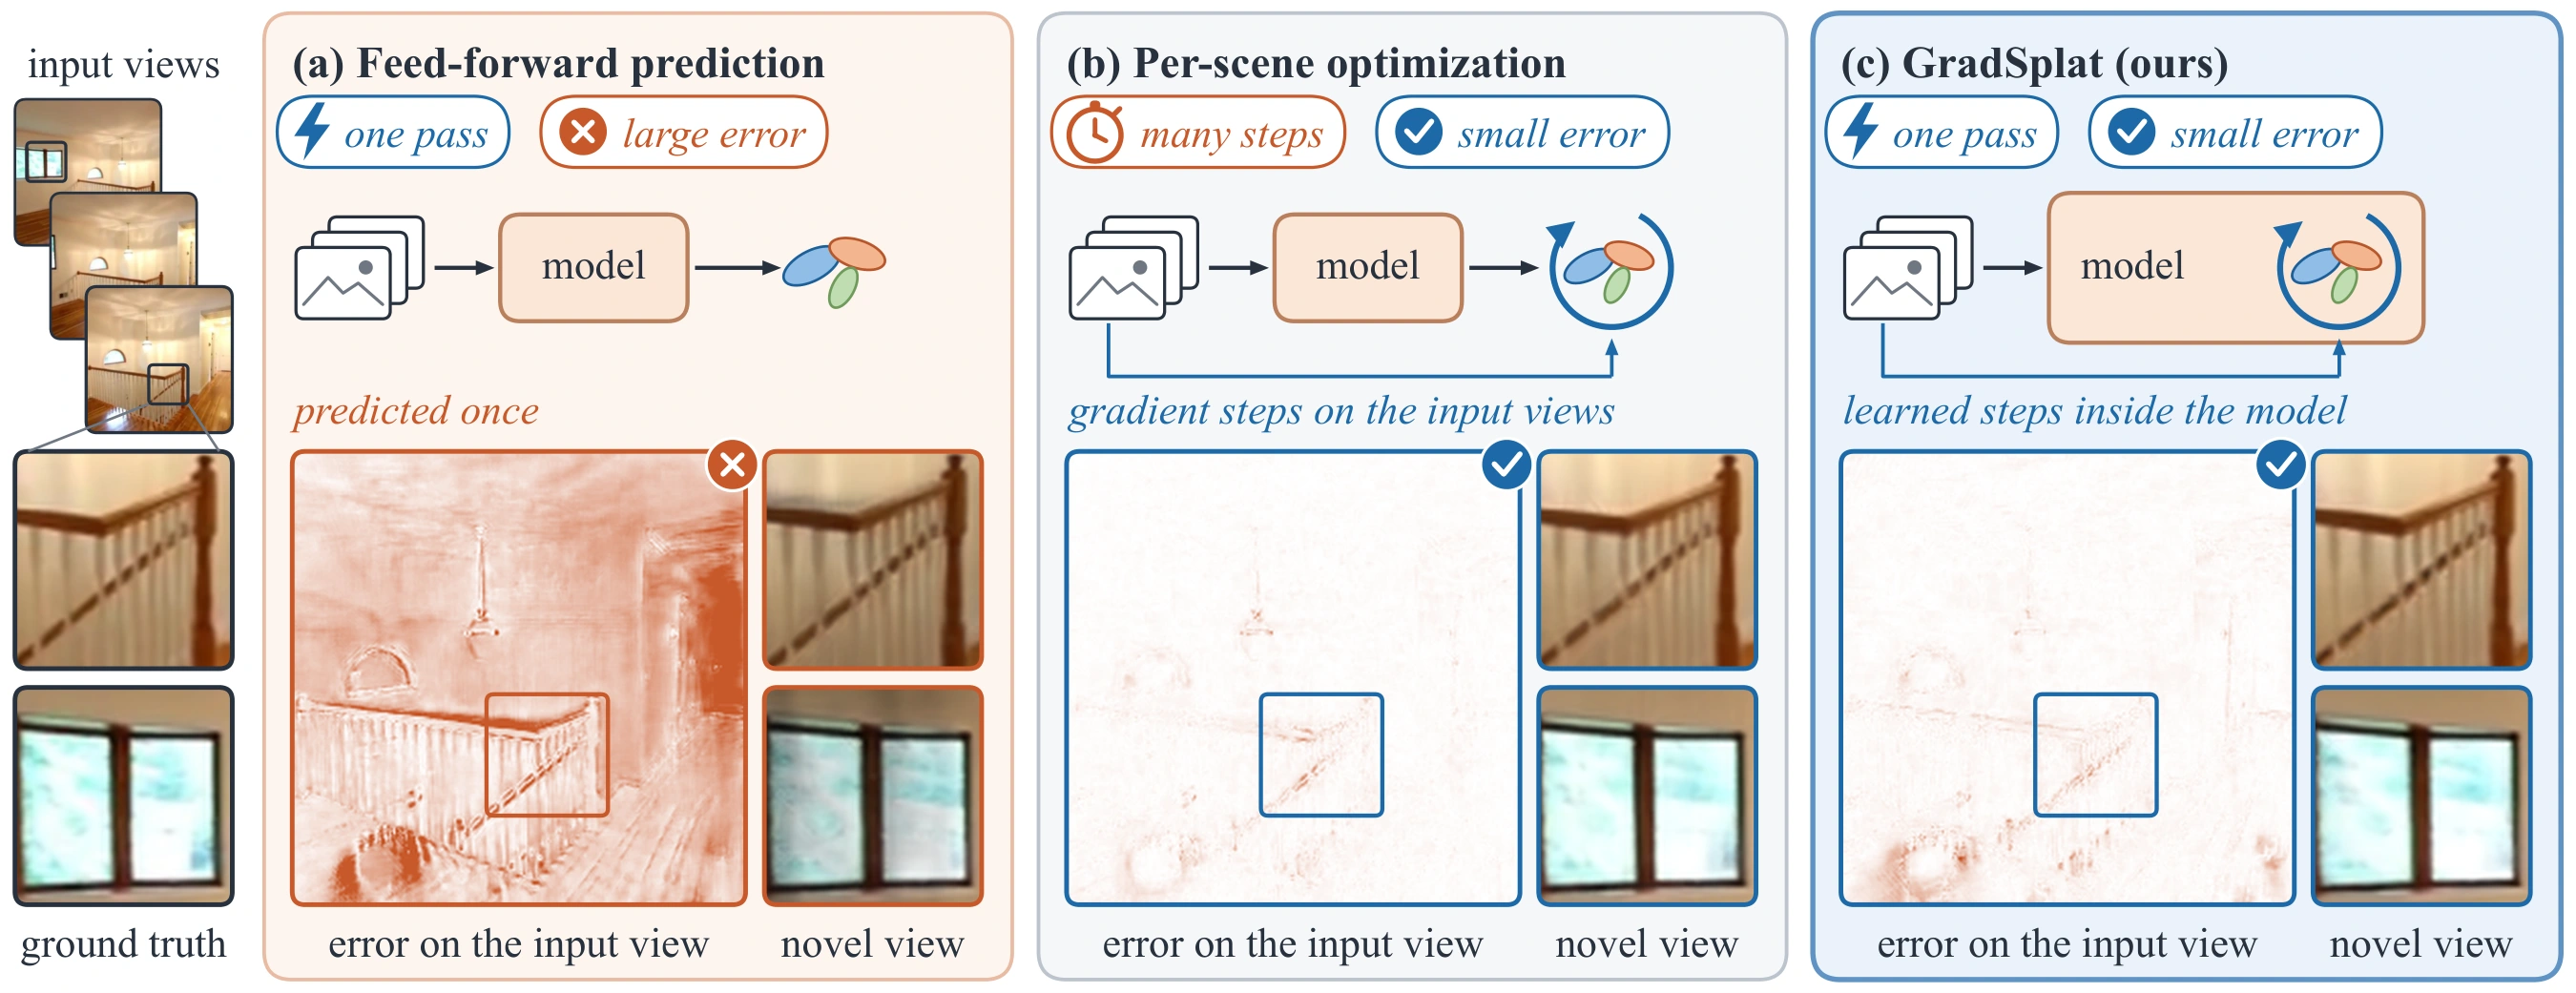 input views
ground truth
(a) Feed-forward prediction
one pass
large error
model
predicted once
error on the input view
novel view
(b) Per-scene optimization
many steps
small error
model
gradient steps on the input views
error on the input view
novel view
(c) GradSplat (ours)
one pass
small error
model
learned steps inside the model
error on the input view
novel view